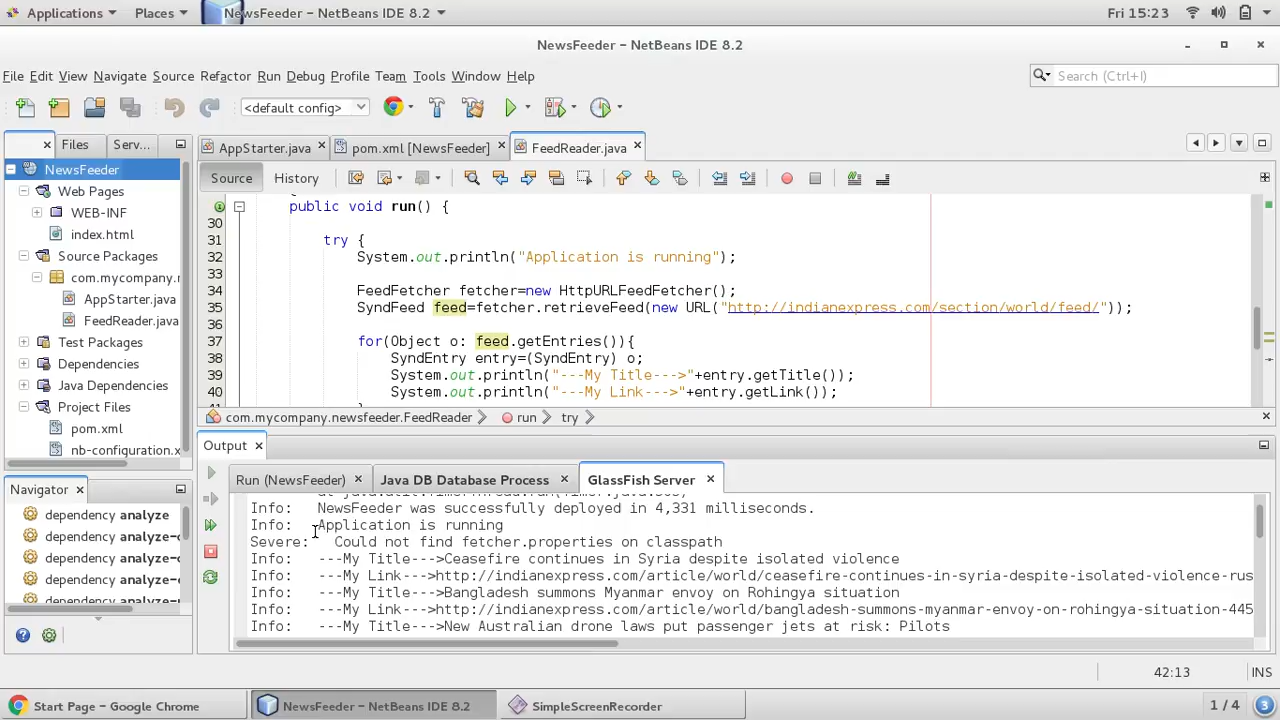 Applications
Places
NewsFeeder – NetBeans IDE 8.2
Fri 15:23
NewsFeeder – NetBeans IDE 8.2
File Edit View Navigate Source Refactor Run Debug Profile Team Tools Window Help
Search (Ctrl+I)
<default config>
Files
Serv...
AppStarter.java
pom.xml [NewsFeeder]
FeedReader.java
NewsFeeder
Web Pages
WEB-INF
index.html
Source Packages
com.mycompany.
AppStarter.java
FeedReader.java
Test Packages
Dependencies
Java Dependencies
Project Files
pom.xml
nb-configuration.x
Source
History
public void run() {
30
31 try {
32 System.out.println("Application is running");
33
34 FeedFetcher fetcher=new HttpURLFeedFetcher();
35 SyndFeed feed=fetcher.retrieveFeed(new URL("http://indianexpress.com/section/world/feed/"));
36
37 for(Object o: feed.getEntries()){
38 SyndEntry entry=(SyndEntry) o;
39 System.out.println("---My Title--->"+entry.getTitle());
40 System.out.println("---My Link--->"+entry.getLink());
com.mycompany.newsfeeder.FeedReader
run
try
Navigator
dependency analyze
dependency analyze-
dependency analyze-
dependency analyze-
Output
Run (NewsFeeder)
Java DB Database Process
GlassFish Server
Info: NewsFeeder was successfully deployed in 4,331 milliseconds.
Info: Application is running
Severe: Could not find fetcher.properties on classpath
Info: ---My Title--->Ceasefire continues in Syria despite isolated violence
Info: ---My Link--->http://indianexpress.com/article/world/ceasefire-continues-in-syria-despite-isolated-violence-rus
Info: ---My Title--->Bangladesh summons Myanmar envoy on Rohingya situation
Info: ---My Link--->http://indianexpress.com/article/world/bangladesh-summons-myanmar-envoy-on-rohingya-situation-445
Info: ---My Title--->New Australian drone laws put passenger jets at risk: Pilots
42:13
INS
Start Page – Google Chrome
NewsFeeder – NetBeans IDE 8.2
SimpleScreenRecorder
1 / 4
3